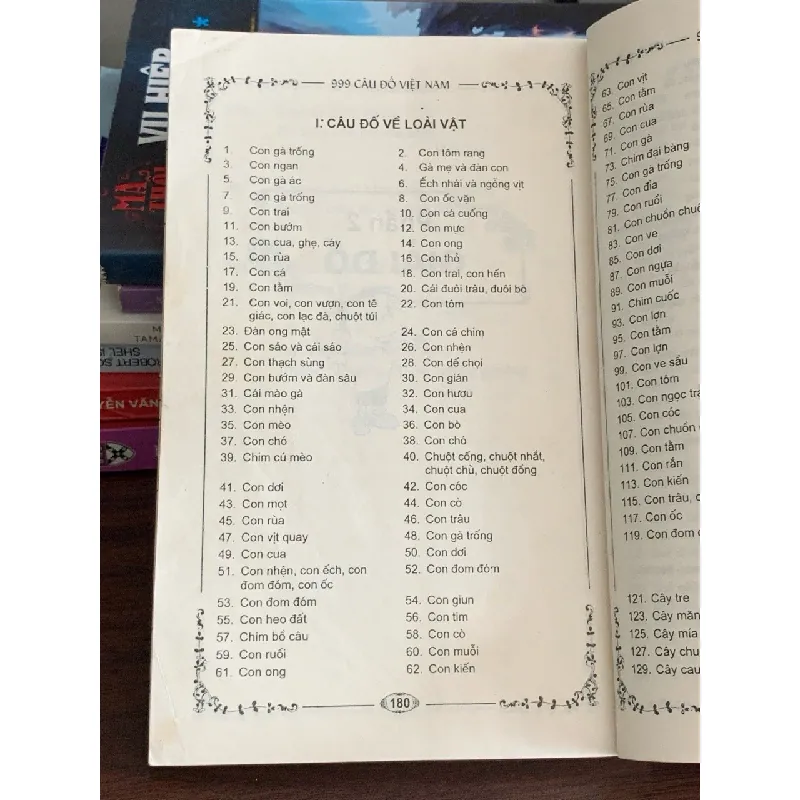 VU HIỆP
MA
THỔI
ROBERT
SHEL
YỄN VĂN
999 CÂU ĐỐ VIỆT NAM
I. CÂU ĐỐ VỀ LOÀI VẬT
1. Con gà trống 2. Con tôm rang
3. Con ngan 4. Gà mẹ và đàn con
5. Con gà ác 6. Ếch nhái và ngỗng vịt
7. Con gà trống 8. Con ốc vặn
9. Con trai 10. Con cà cuống
11. Con bướm 12. Con mực
13. Con cua, ghẹ, cáy 14. Con ong
15. Con rùa 16. Con thỏ
17. Con cá 18. Con trai, con hến
19. Con tằm 20. Cái đuôi trâu, đuôi bò
21. Con voi, con vượn, con tê 22. Con tôm
giác, con lạc đà, chuột túi
23. Đàn ong mật 24. Con cá chim
25. Con sáo và cái sáo 26. Con nhện
27. Con thạch sùng 28. Con dế chọi
29. Con bướm và đàn sâu 30. Con gián
31. Cái mào gà 32. Con hươu
33. Con nhện 34. Con cua
35. Con mèo 36. Con bò
37. Con chó 38. Con chó
39. Chim cú mèo 40. Chuột cống, chuột nhắt,
chuột chù, chuột đồng
41. Con dơi 42. Con cóc
43. Con mọt 44. Con cò
45. Con rùa 46. Con trâu
47. Con vịt quay 48. Con gà trống
49. Con cua 50. Con dơi
51. Con nhện, con ếch, con 52. Con đom đóm
đom đóm, con ốc
53. Con đom đóm 54. Con giun
55. Con heo đất 56. Con tim
57. Chim bồ câu 58. Con cò
59. Con ruồi 60. Con muỗi
61. Con ong 62. Con kiến
180
63. Con vịt
65. Con tằm
67. Con rùa
69. Con cua
71. Con gà
73. Chim đại bàng
75. Con gà trống
77. Con đỉa
79. Con ruồi
81. Con chuồn chuồ
83. Con ve
85. Con dơi
87. Con ngựa
89. Con muỗi
91. Chim cuốc
93. Con lợn
95. Con tằm
97. Con lợn
99. Con ve sầu
101. Con tôm
103. Con ngọc tra
105. Con cóc
107. Con chuồn
109. Con tằm
111. Con rắn
113. Con kiến
115. Con trâu, c
117. Con ốc
119. Con đom
121. Cây tre
123. Cây măn
125. Cây mía
127. Cây chu
129. Cây cau